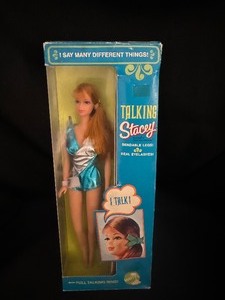 I SAY MANY DIFFERENT THINGS!
TALKING
Stacey
BENDABLE LEGS!
REAL EYELASHES!
I TALK!